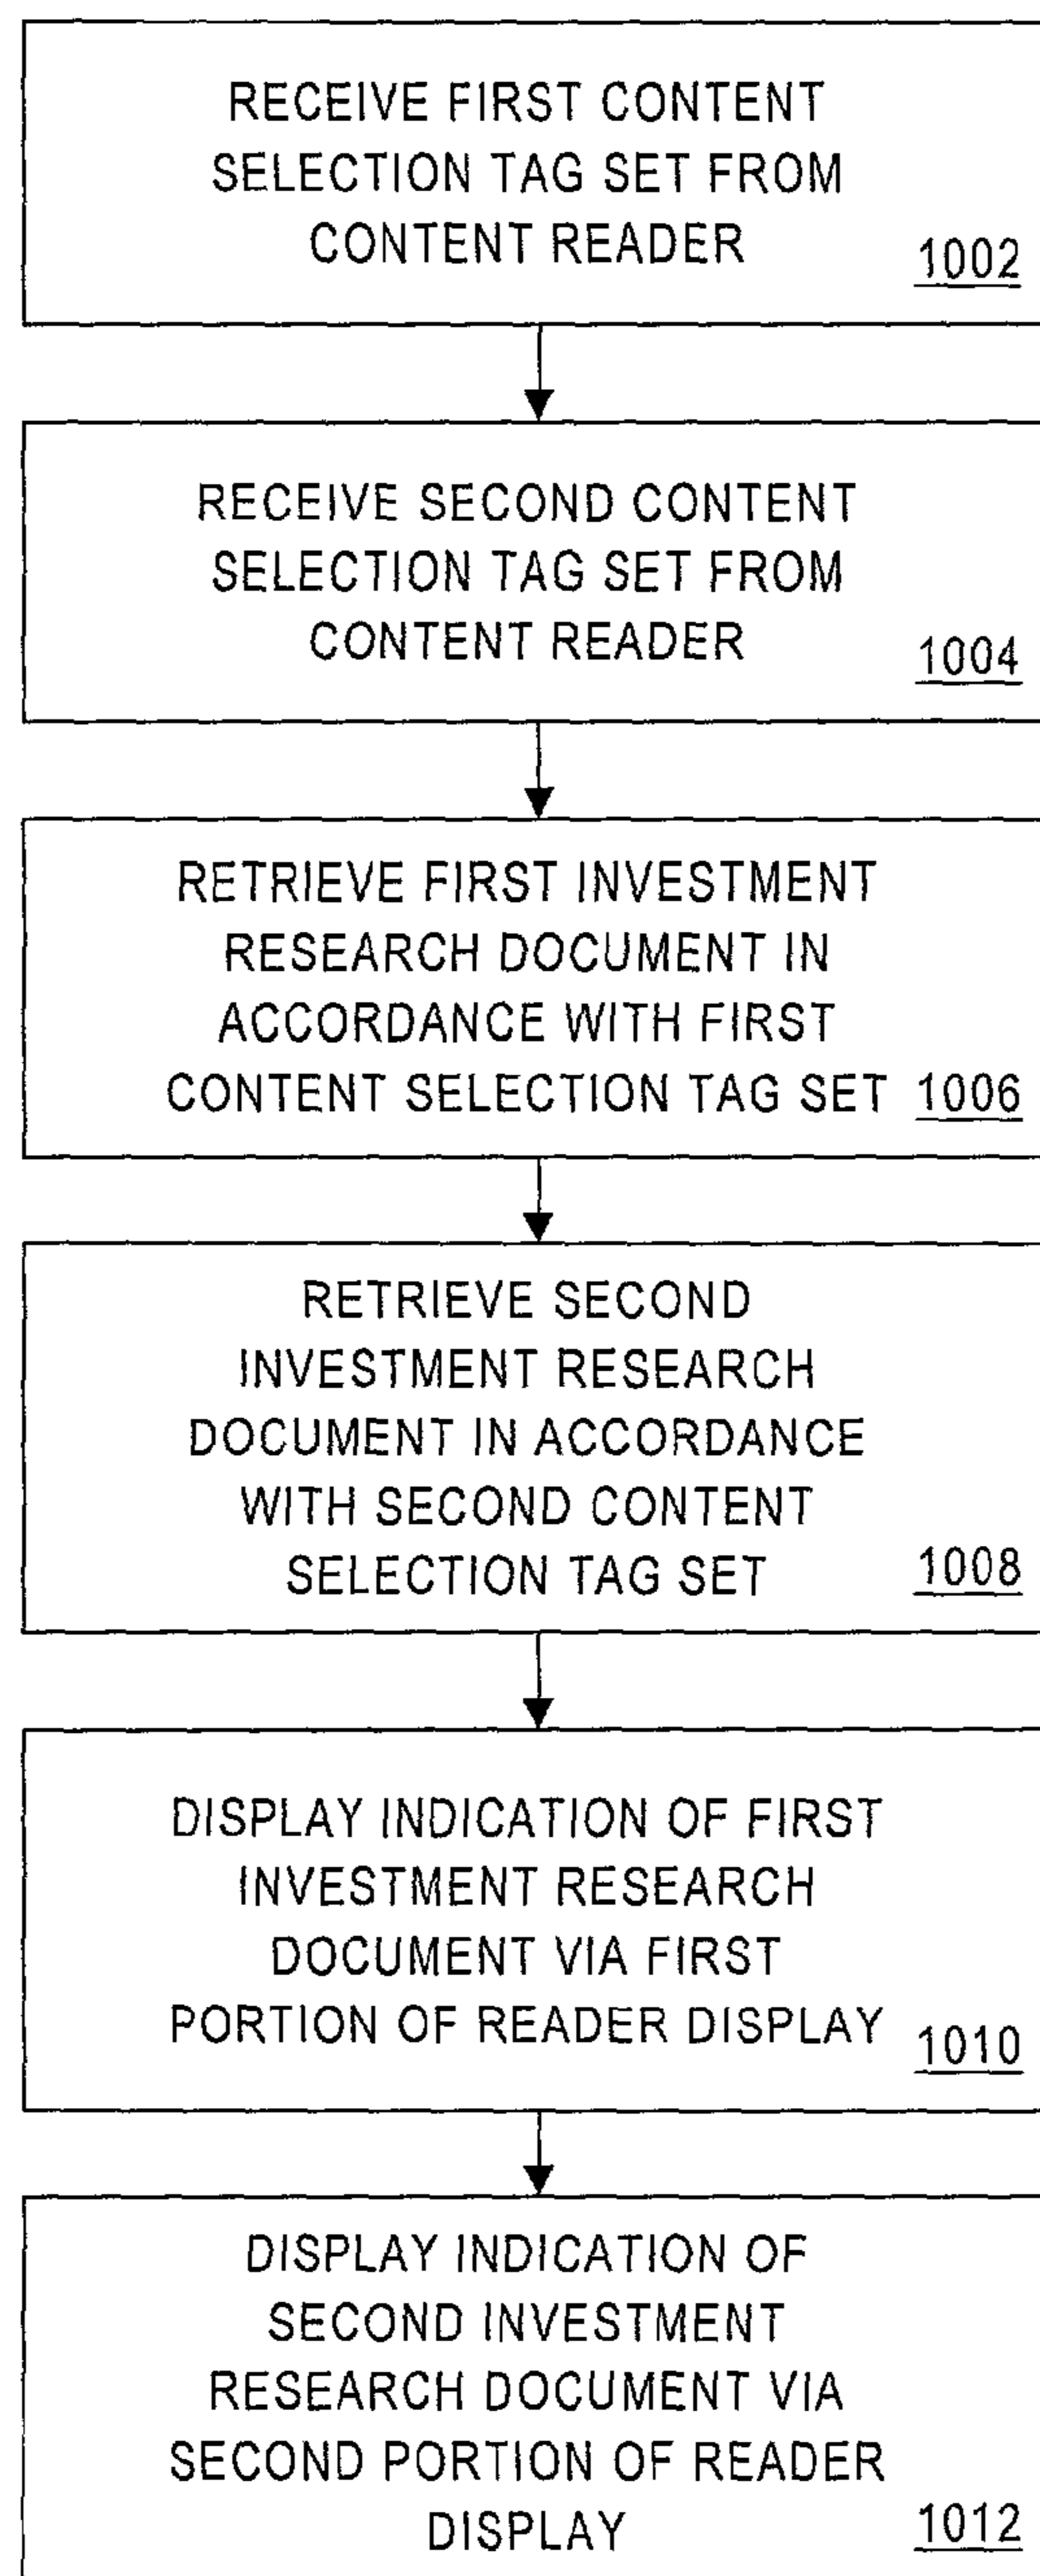 RECEIVE FIRST CONTENT
SELECTION TAG SET FROM
CONTENT READER
1002
RECEIVE SECOND CONTENT
SELECTION TAG SET FROM
CONTENT READER
1004
RETRIEVE FIRST INVESTMENT
RESEARCH DOCUMENT IN
ACCORDANCE WITH FIRST
CONTENT SELECTION TAG SET 1006
RETRIEVE SECOND
INVESTMENT RESEARCH
DOCUMENT IN ACCORDANCE
WITH SECOND CONTENT
SELECTION TAG SET 1008
DISPLAY INDICATION OF FIRST
INVESTMENT RESEARCH
DOCUMENT VIA FIRST
PORTION OF READER DISPLAY 1010
DISPLAY INDICATION OF
SECOND INVESTMENT
RESEARCH DOCUMENT VIA
SECOND PORTION OF READER
DISPLAY 1012